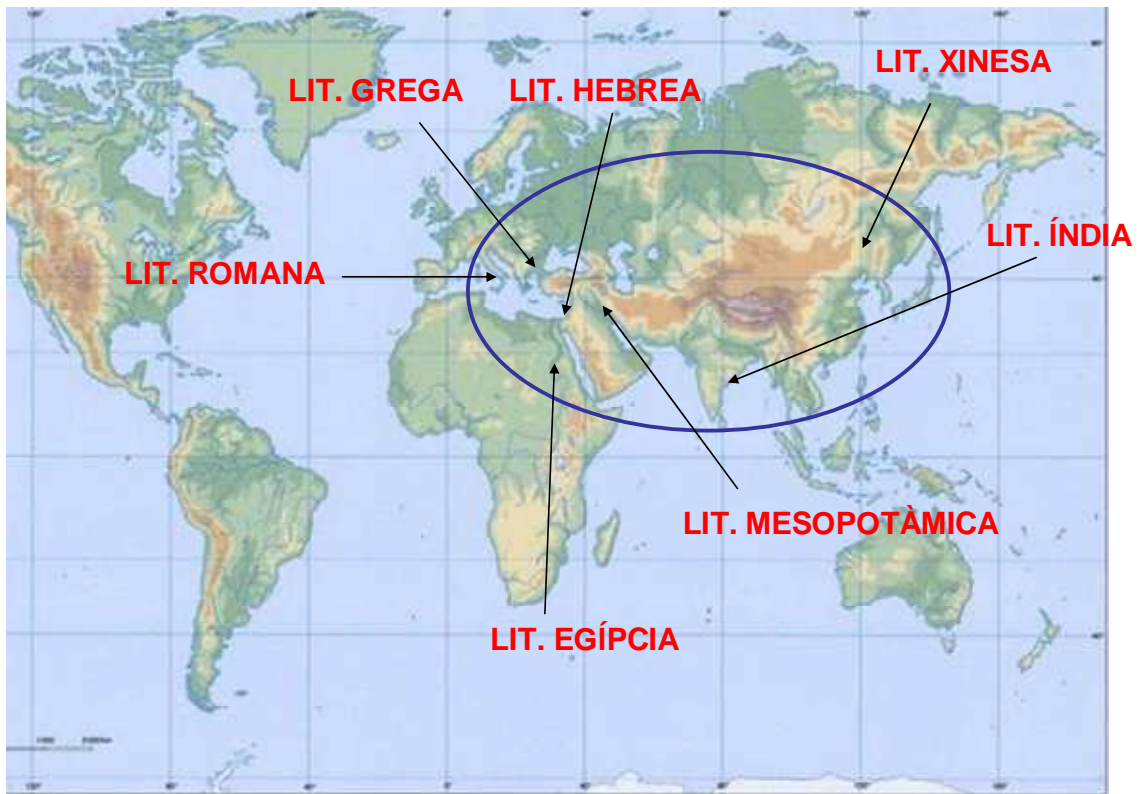 LIT. XINESA
LIT. GREGA
LIT. HEBREA
LIT. ÍNDIA
LIT. ROMANA
LIT. MESOPOTÀMICA
LIT. EGÍPCIA